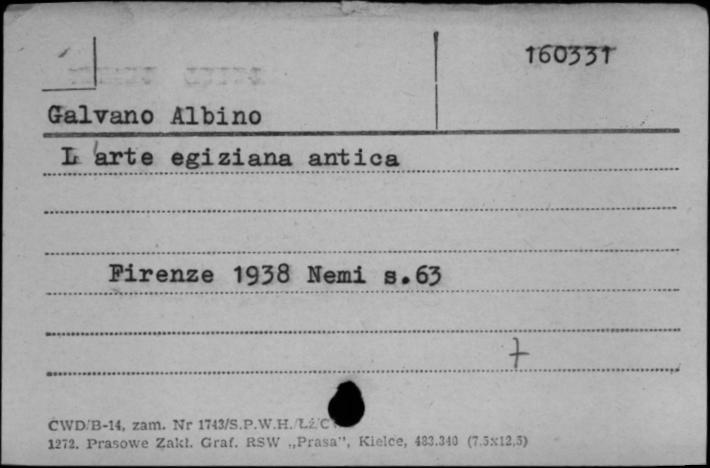 160331
Galvano Albino
L'arte egiziana antica
Firenze 1938 Nemi s.63
CWD/B-14, zam. Nr 1743/S.P.W.H./Łź/C
1272. Prasowe Zakł. Graf. RSW „Prasa”, Kielce, 483.340 (7.5x12,5)